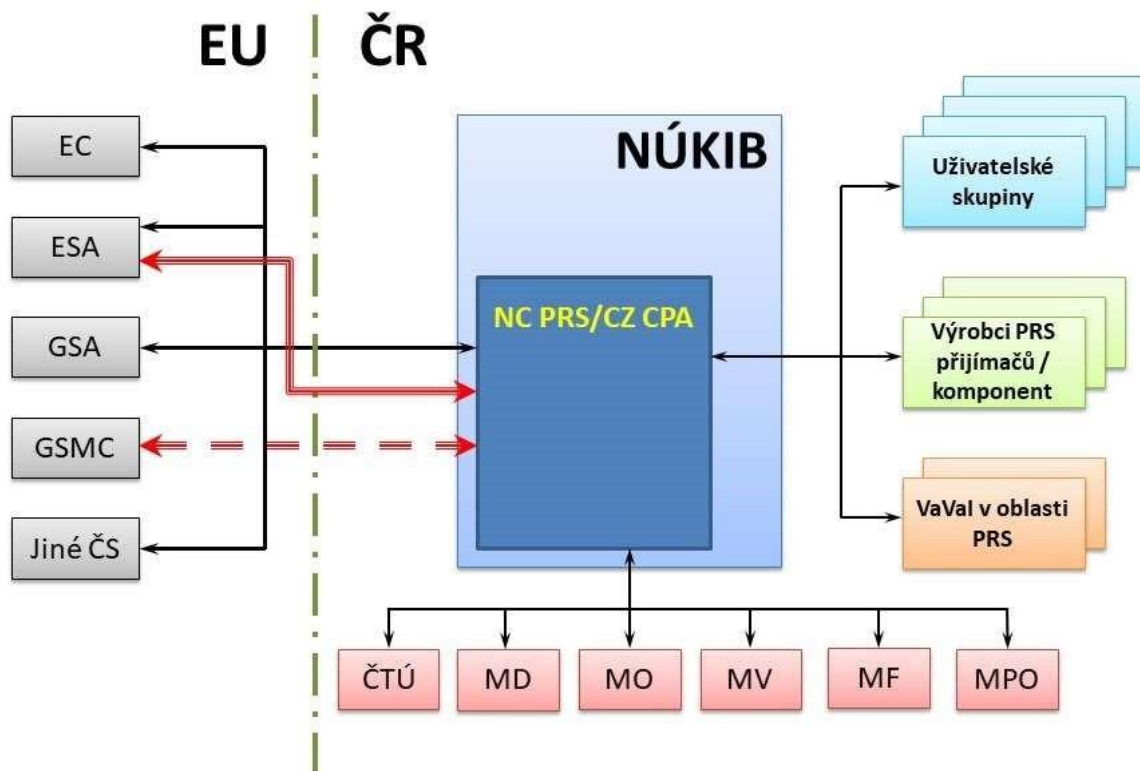 EU
ČR
EC
ESA
GSA
GSMC
Jiné ČS
NÚKIB
NC PRS/CZ CPA
Uživatelské
skupiny
Výrobci PRS
přijímačů /
komponent
VaVaI v oblasti
PRS
ČTÚ
MD
MO
MV
MF
MPO